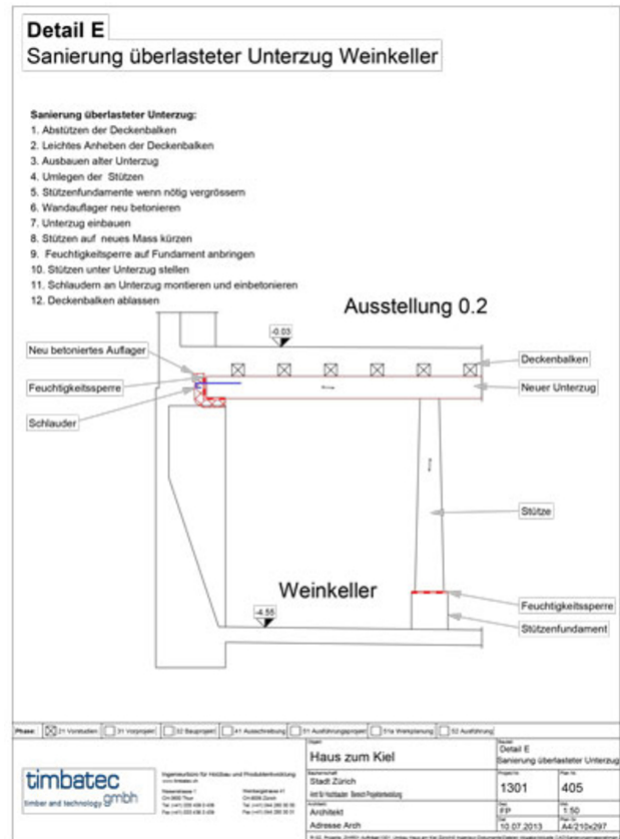 Detail E
Sanierung überlasteter Unterzug Weinkeller
Sanierung überlasteter Unterzug:
1. Abstützen der Deckenbalken
2. Leichtes Anheben der Deckenbalken
3. Ausbauen alter Unterzug
4. Umlegen der Stützen
5. Stützenfundamente wenn nötig vergrössern
6. Wandauflager neu betonieren
7. Unterzug einbauen
8. Stützen auf neues Mass kürzen
9. Feuchtigkeitsperre auf Fundament anbringen
10. Stützen unter Unterzug stellen
11. Schlaudern an Unterzug montieren und einbetonieren
12. Deckenbalken ablassen
Ausstellung 0.2
-0.03
Neu betoniertes Auflager
Deckenbalken
Feuchtigkeitssperre
Neuer Unterzug
Schlauder
Stütze
Weinkeller
-4.55
Feuchtigkeitssperre
Stützenfundament
Phase: 21 Vorstudien 31 Vorprojekt 32 Bauprojekt 41 Ausschreibung 51 Ausführungsprojekt 51a Werkplanung 52 Ausführung
timbatec gmbh
timber and technology
Ingenieurbüro für Holzbau und Produktentwicklung
Haus zum Kiel
Detail E
Sanierung überlasteter Unterzug
Stadt Zürich
1301
405
Architekt
FP
1:50
Adresse Arch
10.07.2013
A4/210x297